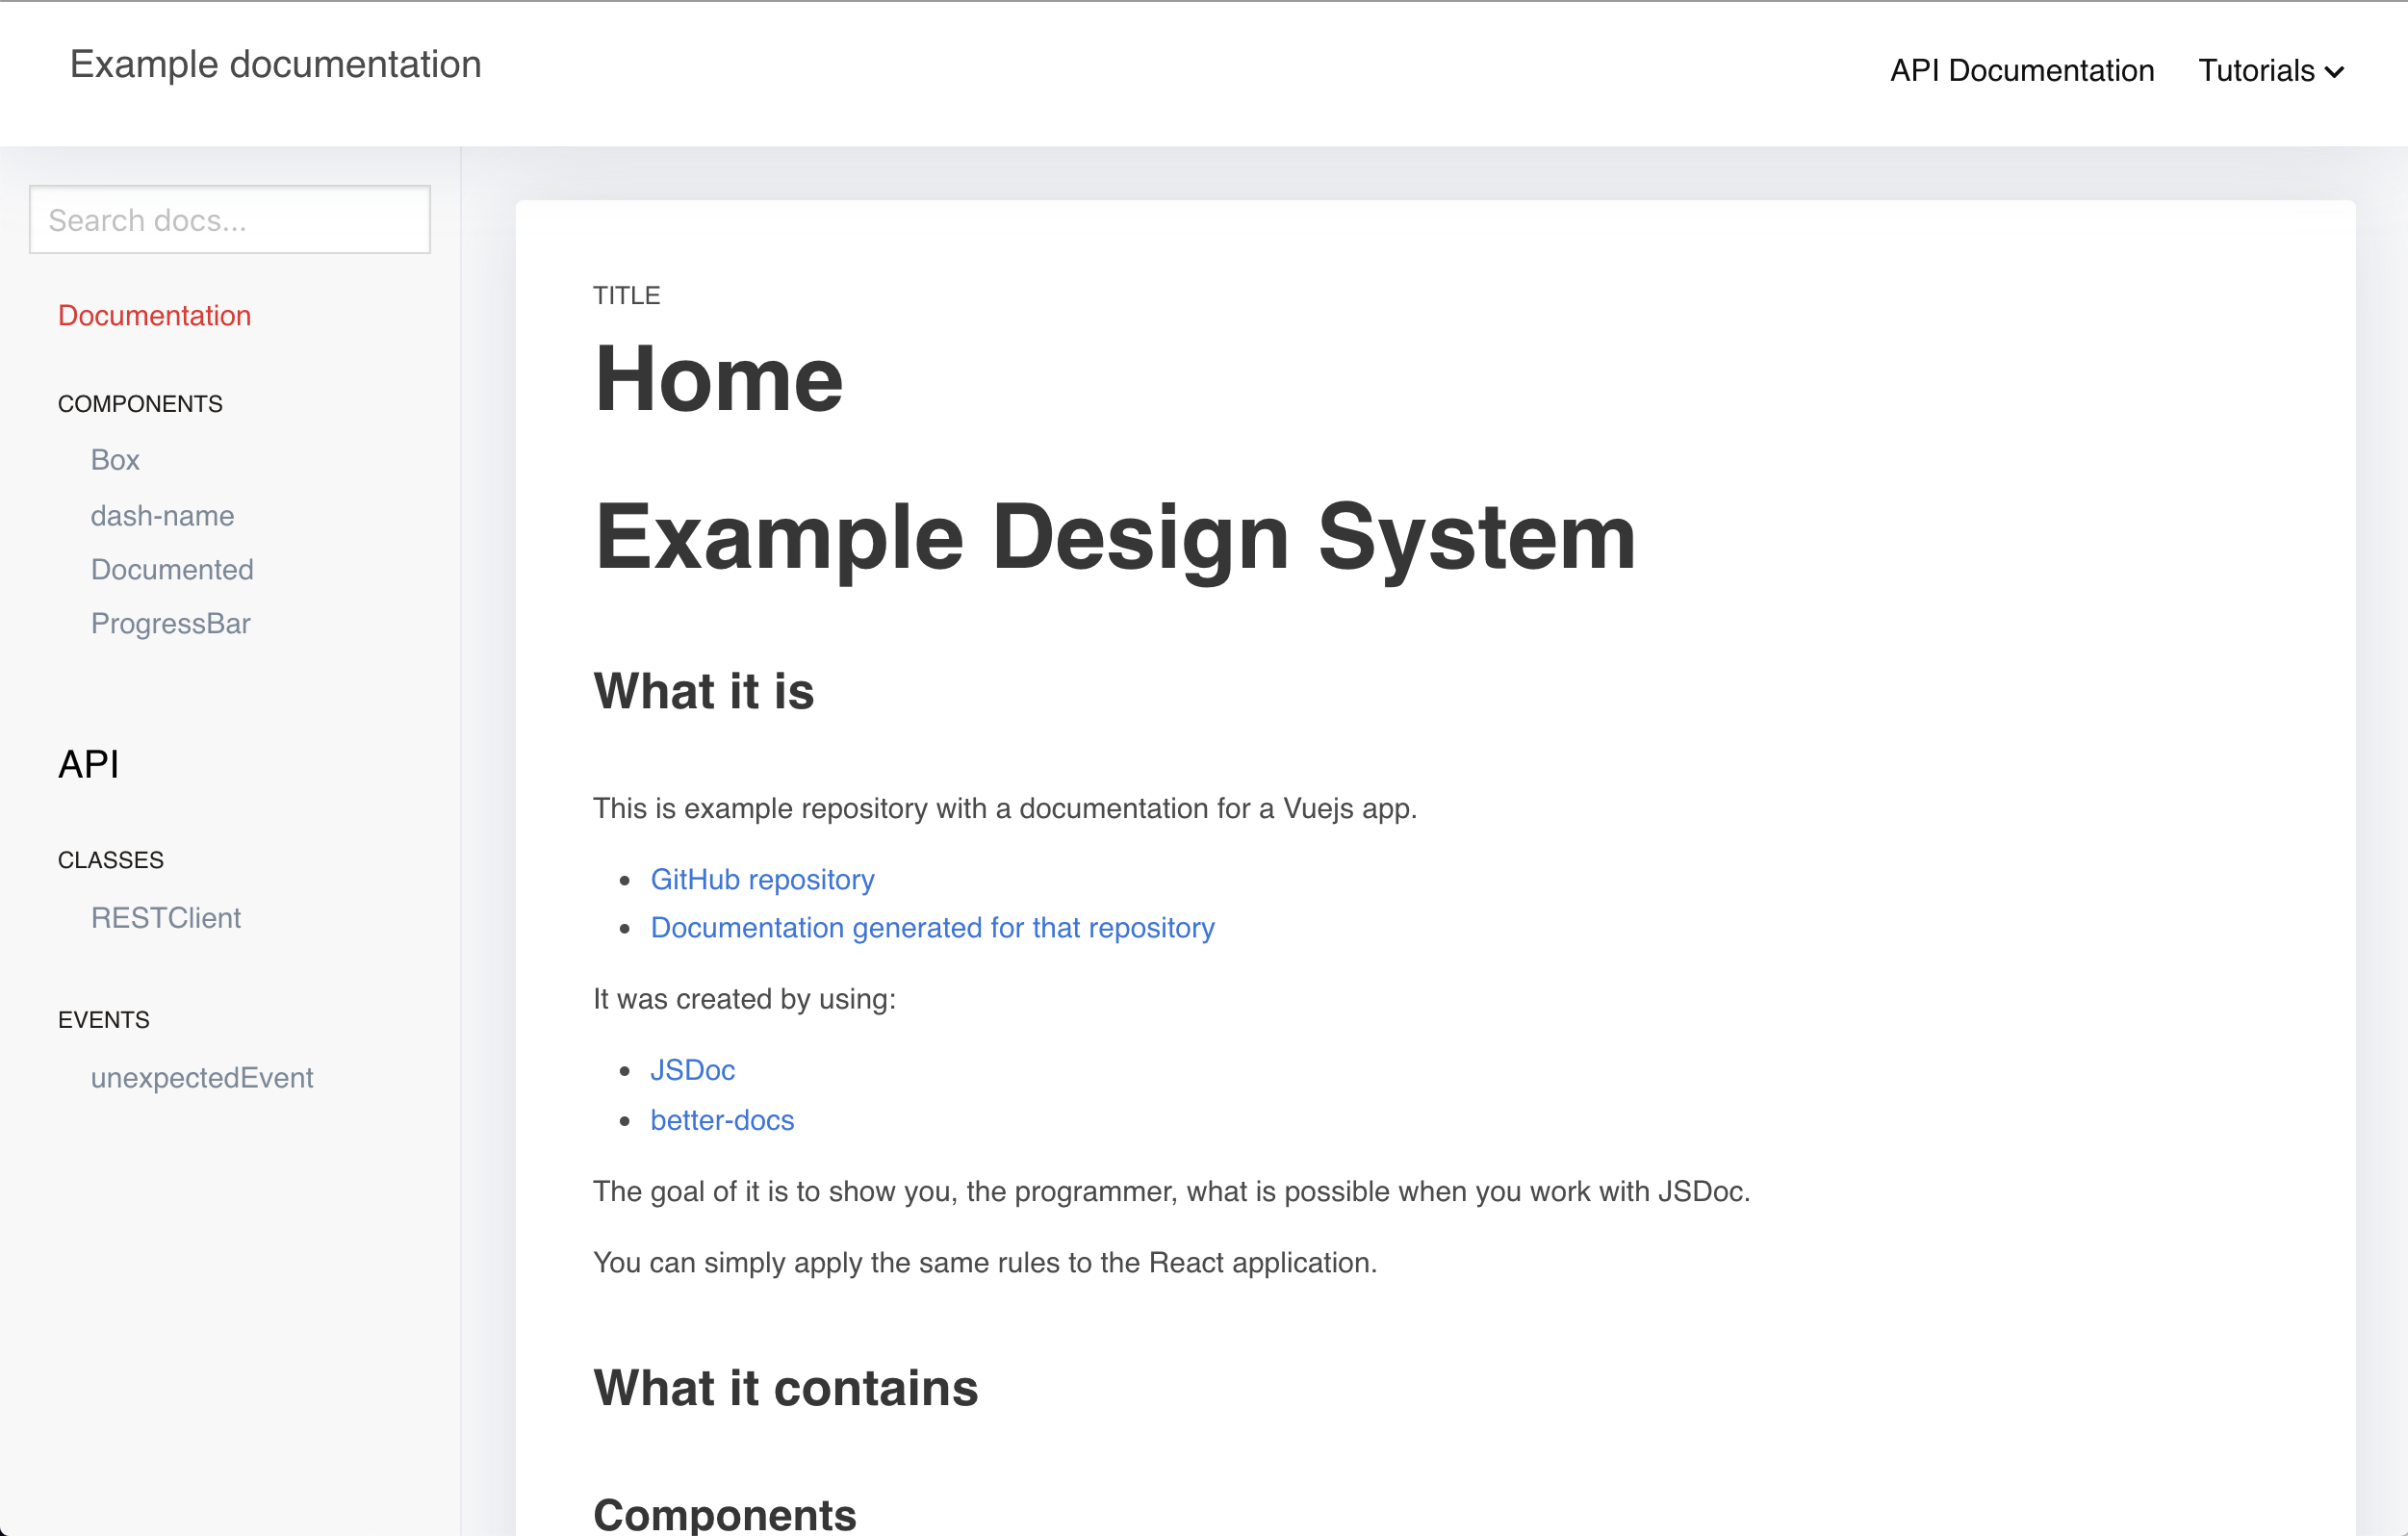 Example documentation
API Documentation
Tutorials
Search docs...
Documentation
COMPONENTS
Box
dash-name
Documented
ProgressBar
API
CLASSES
RESTClient
EVENTS
unexpectedEvent
TITLE
Home
Example Design System
What it is
This is example repository with a documentation for a Vuejs app.
GitHub repository
Documentation generated for that repository
It was created by using:
JSDoc
better-docs
The goal of it is to show you, the programmer, what is possible when you work with JSDoc.
You can simply apply the same rules to the React application.
What it contains
Components